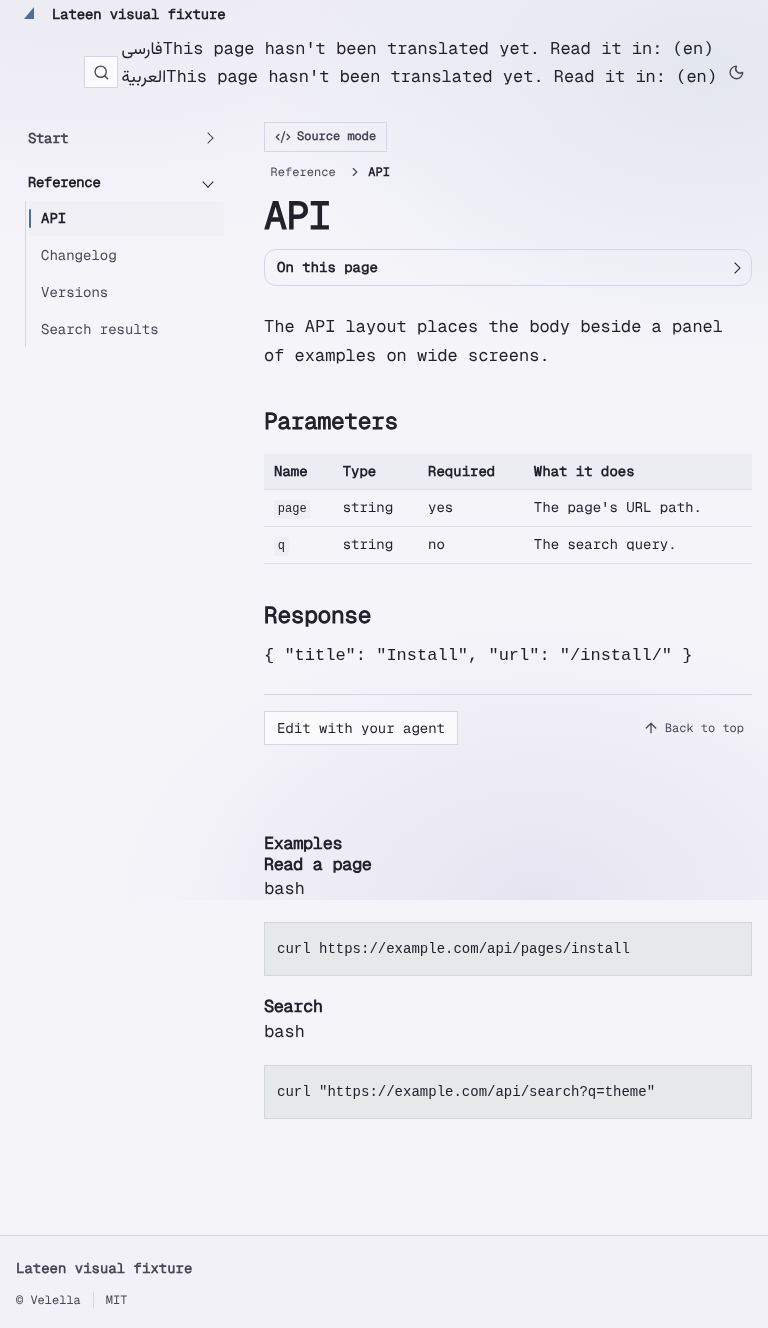 Lateen visual fixture
فارسیThis page hasn't been translated yet. Read it in: (en)
العربيةThis page hasn't been translated yet. Read it in: (en)
Start
Reference
API
Changelog
Versions
Search results
Source mode
Reference > API
API
On this page
The API layout places the body beside a panel
of examples on wide screens.
Parameters
Name Type Required What it does
page string yes The page's URL path.
q string no The search query.
Response
{ "title": "Install", "url": "/install/" }
Edit with your agent
Back to top
Examples
Read a page
bash
curl https://example.com/api/pages/install
Search
bash
curl "https://example.com/api/search?q=theme"
Lateen visual fixture
© Velella MIT